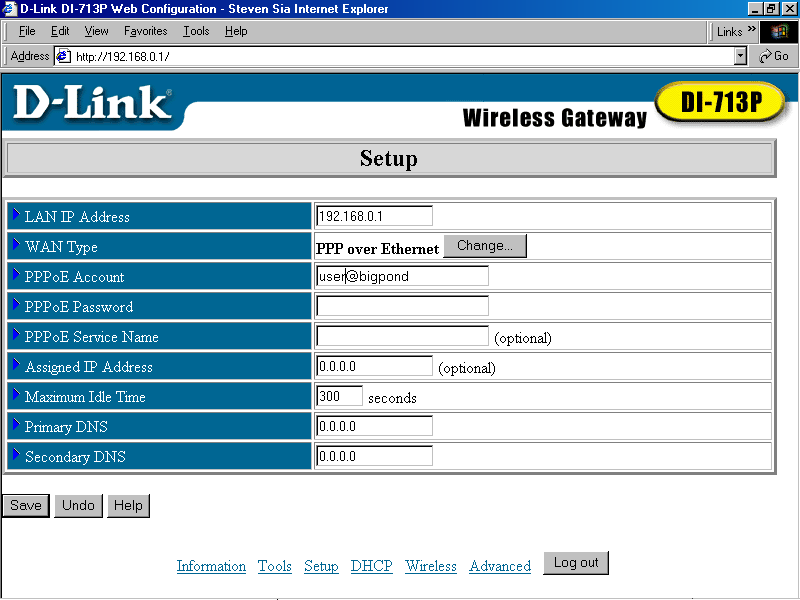 D-Link DI-713P Web Configuration - Steven Sia Internet Explorer
File Edit View Favorites Tools Help Links »
Address http://192.168.0.1/ Go
D-Link® Wireless Gateway DI-713P
Setup
LAN IP Address 192.168.0.1
WAN Type PPP over Ethernet Change...
PPPoE Account user@bigpond
PPPoE Password
PPPoE Service Name (optional)
Assigned IP Address 0.0.0.0 (optional)
Maximum Idle Time 300 seconds
Primary DNS 0.0.0.0
Secondary DNS 0.0.0.0
Save Undo Help
Information Tools Setup DHCP Wireless Advanced Log out